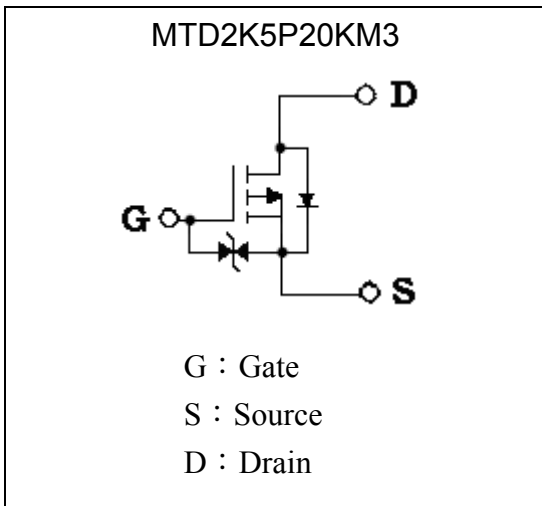 MTD2K5P20KM3
D
G
S
G：Gate
S：Source
D：Drain